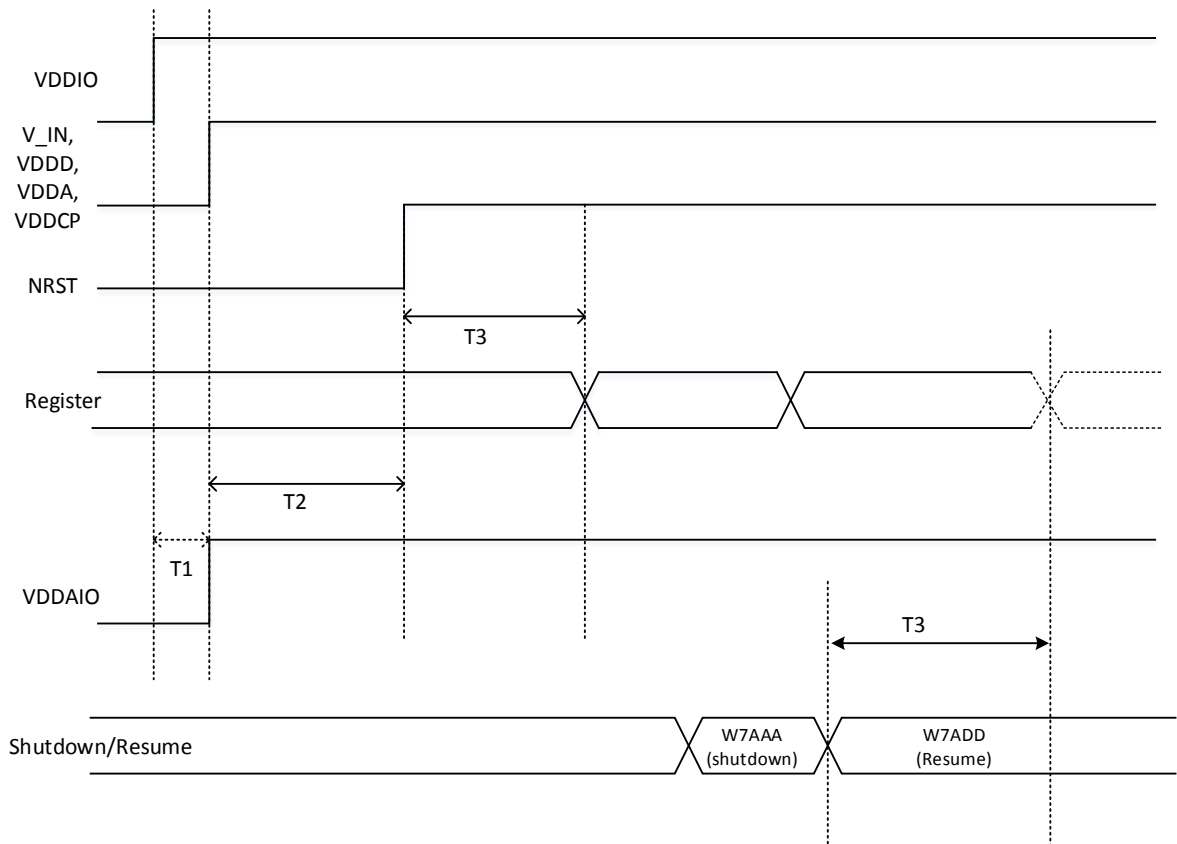 VDDIO
V_IN,
VDDD,
VDDA,
VDDCP
NRST
T3
Register
T2
T1
VDDAIO
T3
Shutdown/Resume
W7AAA
(shutdown)
W7ADD
(Resume)